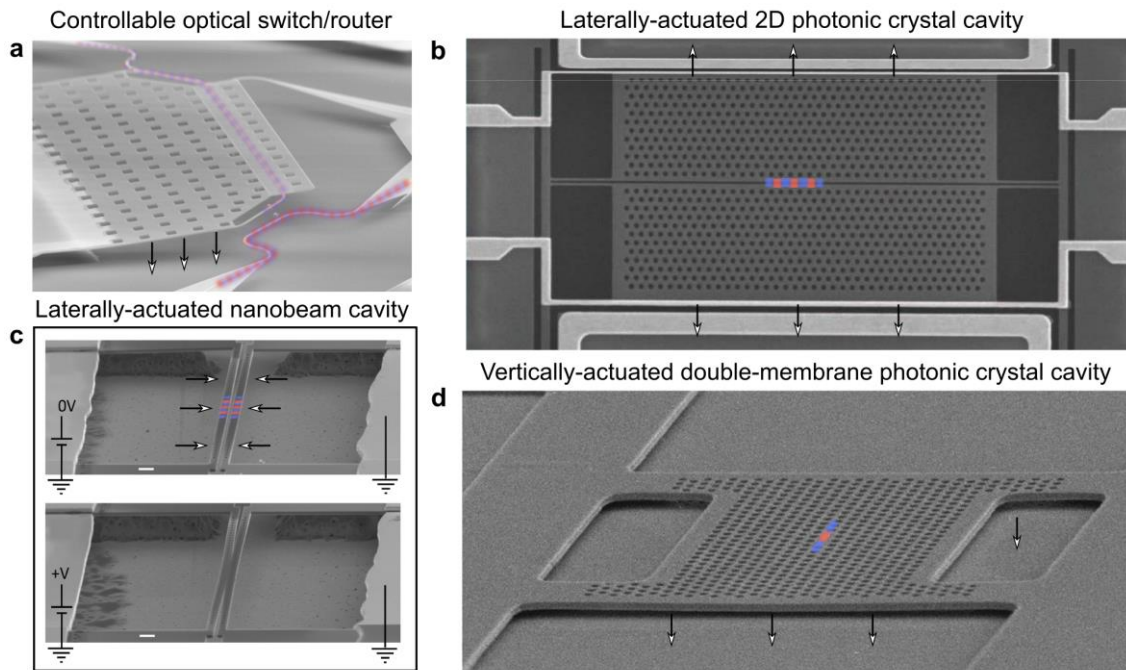 Controllable optical switch/router
a
Laterally-actuated 2D photonic crystal cavity
b
Laterally-actuated nanobeam cavity
c
0V
+V
Vertically-actuated double-membrane photonic crystal cavity
d